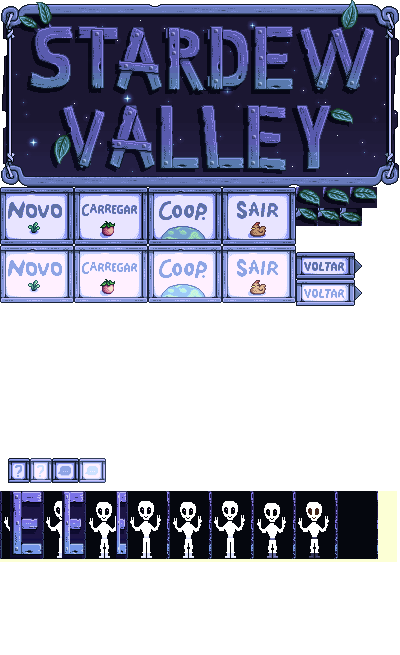 STARDEW
VALLEY
NOVO CARREGAR COOP. SAIR
NOVO CARREGAR COOP. SAIR
VOLTAR
VOLTAR
? ?
E E